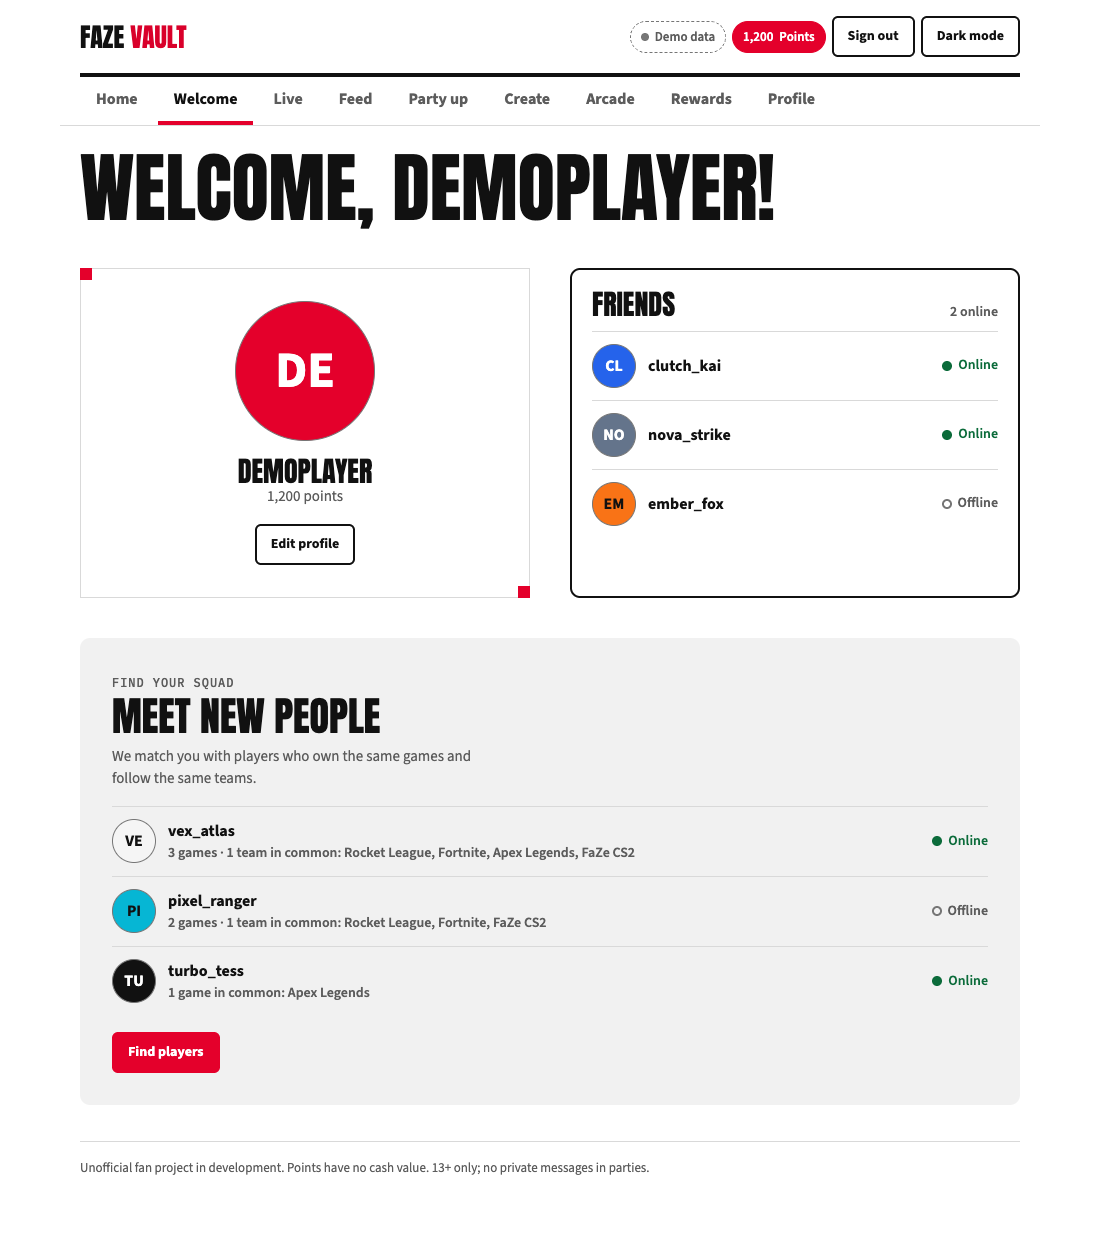 FAZE VAULT
Demo data
1,200 Points
Sign out
Dark mode
Home Welcome Live Feed Party up Create Arcade Rewards Profile
WELCOME, DEMOPLAYER!
DE
DEMOPLAYER
1,200 points
Edit profile
FRIENDS
2 online
CL clutch_kai Online
NO nova_strike Online
EM ember_fox Offline
FIND YOUR SQUAD
MEET NEW PEOPLE
We match you with players who own the same games and
follow the same teams.
VE vex_atlas Online
3 games · 1 team in common: Rocket League, Fortnite, Apex Legends, FaZe CS2
PI pixel_ranger Offline
2 games · 1 team in common: Rocket League, Fortnite, FaZe CS2
TU turbo_tess Online
1 game in common: Apex Legends
Find players
Unofficial fan project in development. Points have no cash value. 13+ only; no private messages in parties.